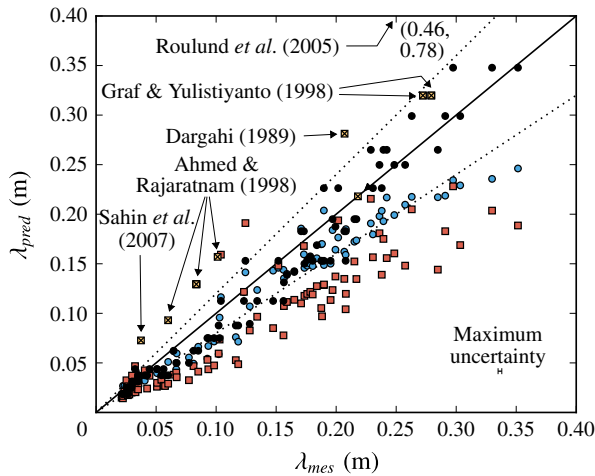 0.40
0.35
0.30
0.25
0.20
0.15
0.10
0.05
λpred (m)
Roulund et al. (2005)
(0.46,
0.78)
Graf & Yulistiyanto (1998)
Dargahi (1989)
Ahmed &
Rajaratnam (1998)
Sahin et al.
(2007)
Maximum
uncertainty
0 0.05 0.10 0.15 0.20 0.25 0.30 0.35 0.40
λmes (m)